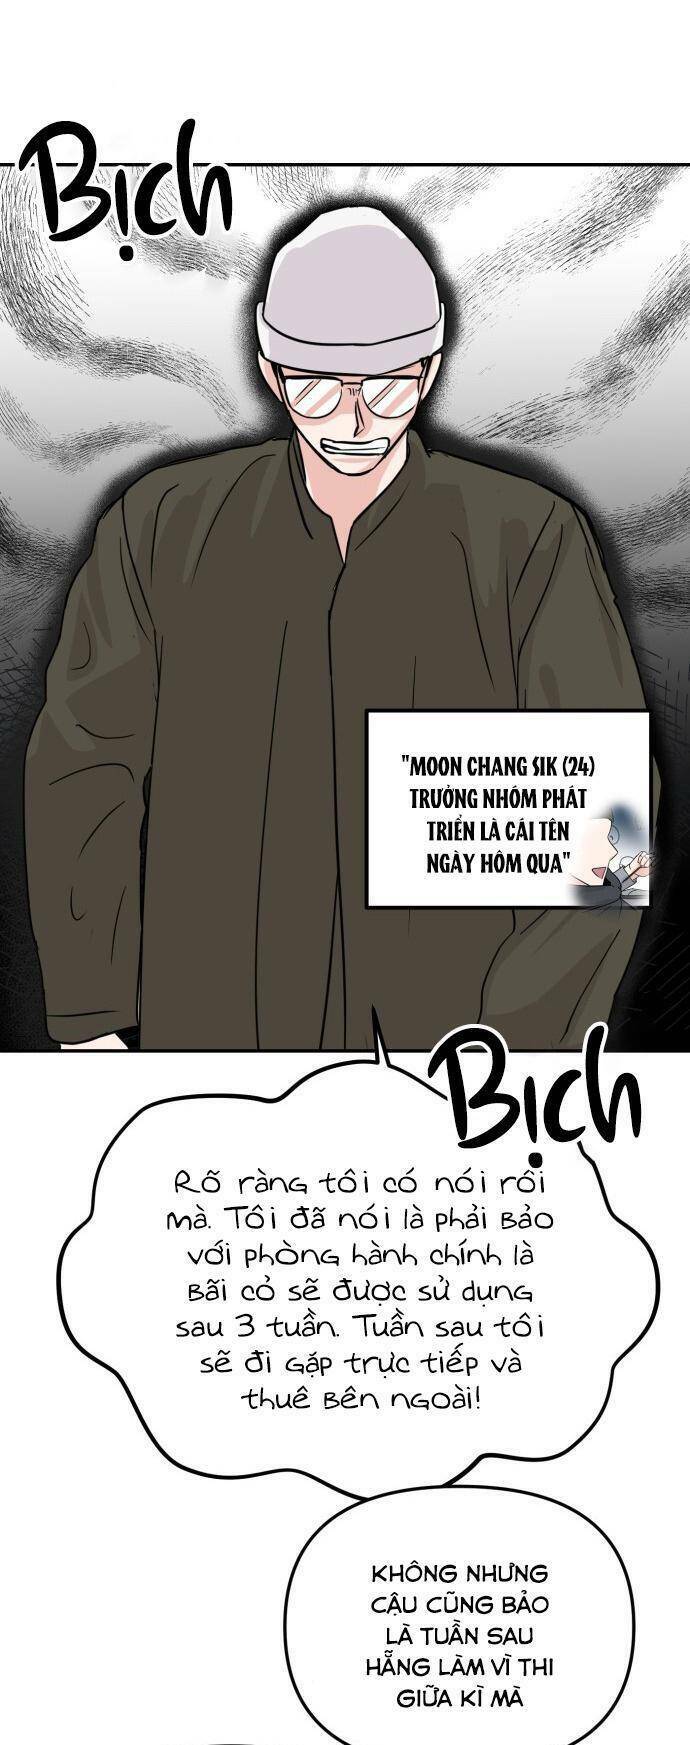 Bịch
"MOON CHANG SIK (24)
TRƯỞNG NHÓM PHÁT
TRIỂN LÀ CÁI TÊN
NGÀY HÔM QUA"
Bịch
Rõ ràng tôi có nói rồi
mà. Tôi đã nói là phải bảo
với phòng hành chính là
bãi cỏ sẽ được sử dụng
sau 3 tuần. Tuần sau tôi
sẽ đi gặp trực tiếp và
thuê bên ngoài!
KHÔNG NHƯNG
CẬU CŨNG BẢO
LÀ TUẦN SAU
HẴNG LÀM VÌ THI
GIỮA KÌ MÀ